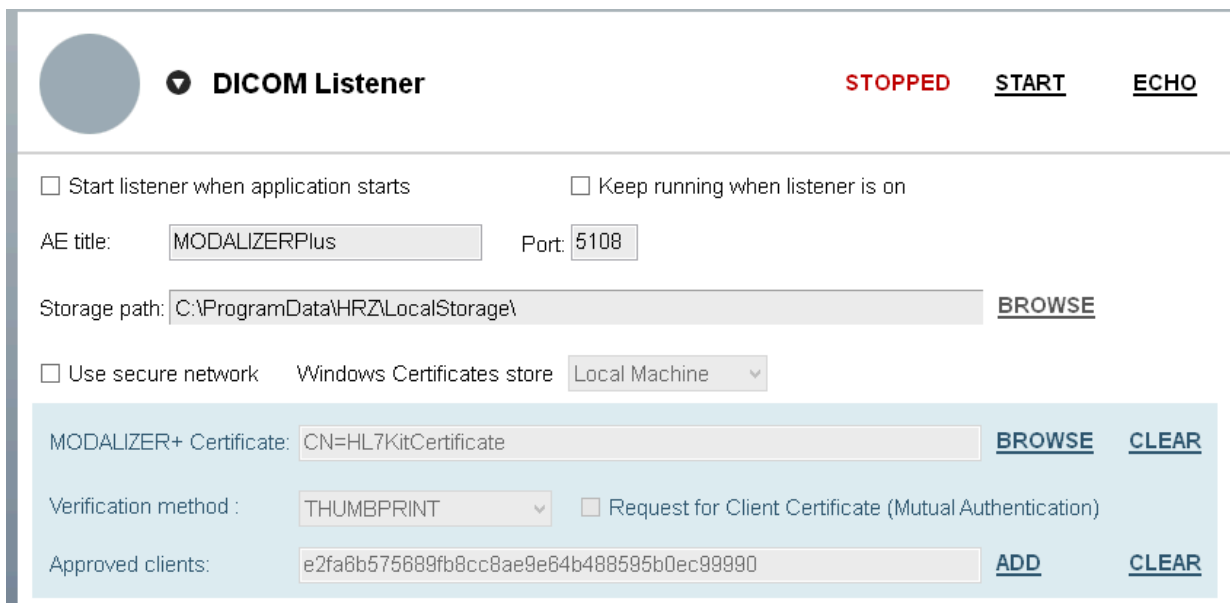 DICOM Listener STOPPED START ECHO
Start listener when application starts Keep running when listener is on
AE title: MODALIZERPlus Port: 5108
Storage path: C:\ProgramData\HRZ\LocalStorage\ BROWSE
Use secure network Windows Certificates store Local Machine
MODALIZER+ Certificate: CN=HL7KitCertificate BROWSE CLEAR
Verification method : THUMBPRINT Request for Client Certificate (Mutual Authentication)
Approved clients: e2fa6b575689fb8cc8ae9e64b488595b0ec99990 ADD CLEAR